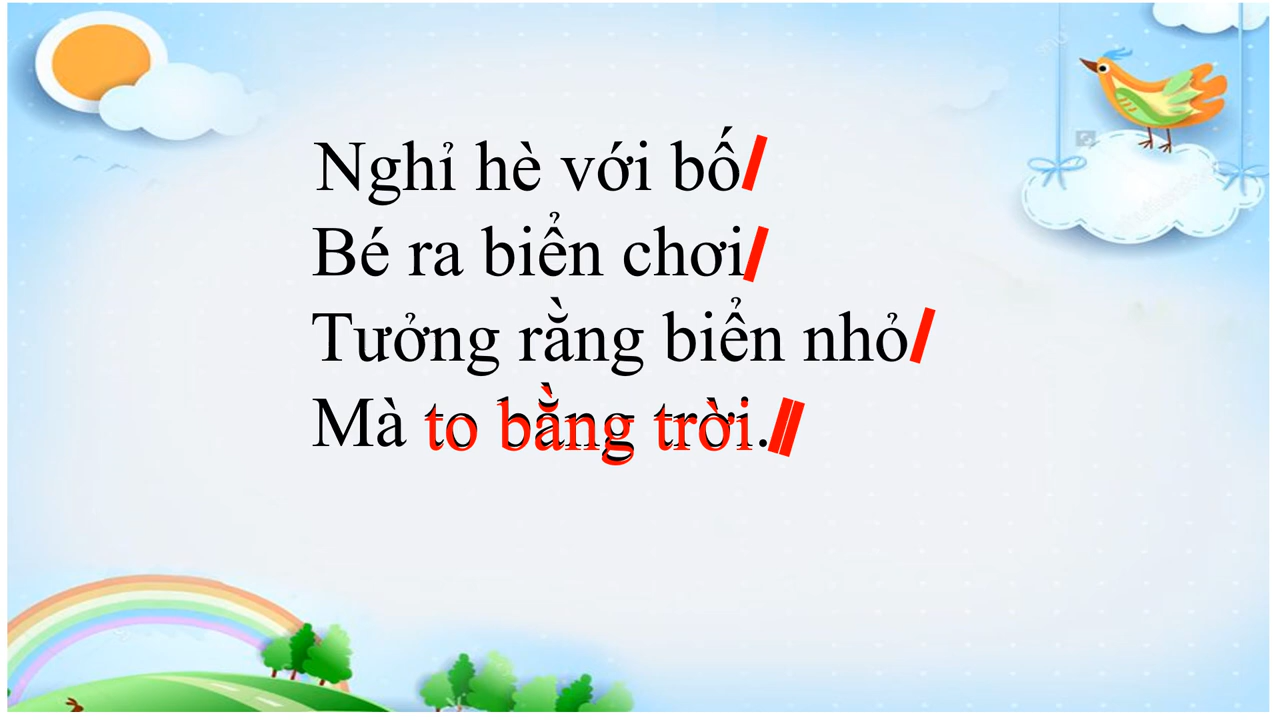 Nghỉ hè với bố/
Bé ra biển chơi/
Tưởng rằng biển nhỏ/
Mà to bằng trời.//